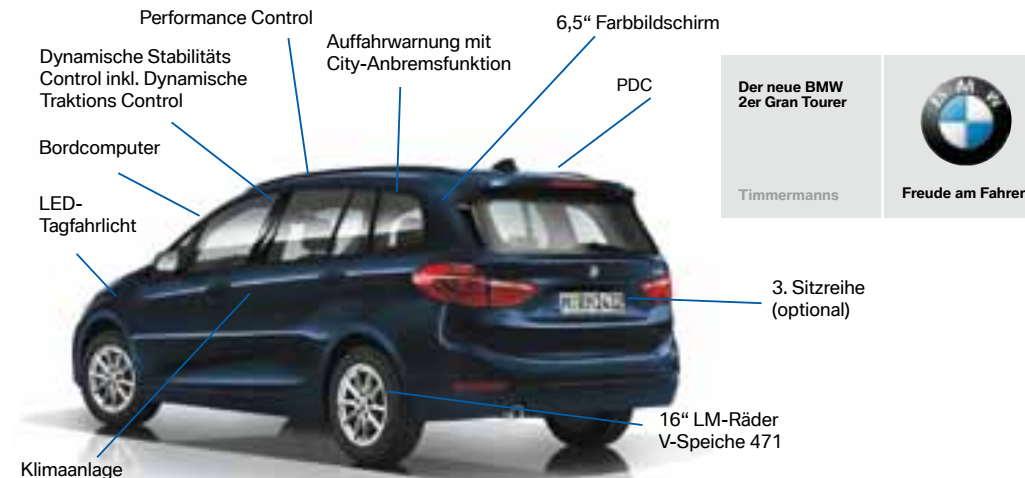 Performance Control
6,5“ Farbbildschirm
Auffahrwarnung mit
City-Anbremsfunktion
Dynamische Stabilitäts
Control inkl. Dynamische
Traktions Control
PDC
Bordcomputer
LED-
Tagfahrlicht
3. Sitzreihe
(optional)
16“ LM-Räder
V-Speiche 471
Klimaanlage
Der neue BMW
2er Gran Tourer
Timmermanns
BMW
Freude am Fahren